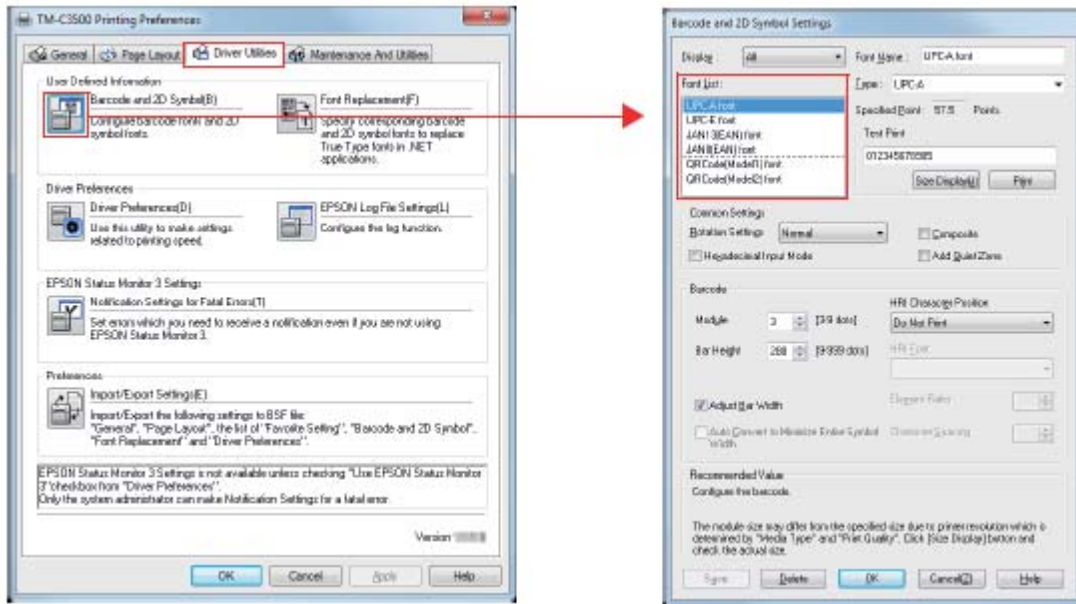 TM-C3500 Printing Preferences
General
Page Layout
Driver Utilities
Maintenance And Utilities
User Defined Information
Barcode and 2D Symbol(B)
Configure barcode fonts and 2D
symbol fonts.
Font Replacement(F)
Specify corresponding barcode
and 2D symbol fonts to replace
True Type fonts in .NET
applications.
Driver Preferences
Driver Preferences(D)
Use this utility to make settings
related to printing speed.
EPSON Log File Settings(L)
Configure the log function.
EPSON Status Monitor 3 Settings
Notification Settings for Fatal Errors(T)
Set errors which you need to receive a notification even if you are not using
EPSON Status Monitor 3.
Preferences
Import/Export Settings(E)
Import/Export the following settings to BSF file:
"General", "Page Layout", the list of "Favorite Setting", "Barcode and 2D Symbol",
"Font Replacement" and "Driver Preferences".
EPSON Status Monitor 3 Settings is not available unless checking "Use EPSON Status Monitor
3" checkbox from "Driver Preferences".
Only the system administrator can make Notification Settings for a fatal error.
Version
OK
Cancel
Apply
Help
Barcode and 2D Symbol Settings
Display
All
Font Name :
UPC-A font
Font List :
UPC-A font
UPC-E font
JAN13(EAN) font
JAN8(EAN) font
QR Code(Model1) font
QR Code(Model2) font
Type :
UPC-A
Specified Point
57.5
Points
Test Print
Size Display(J)
Print
Common Settings
Rotation Settings
Normal
Composite
Hexadecimal Input Mode
Add Quiet Zone
Barcode
Module
3
[3-9 dots]
Bar Height
288
[9-999 dots]
HRI Character Position
Do Not Print
HRI Font
Adjust Bar Width
Auto Convert to Minimize Entire Symbol
Width
Element Ratio
Character Spacing
Recommended Value
Configure the barcode.
The module size may differ from the specified size due to printer resolution which is
determined by "Media Type" and "Print Quality". Click [Size Display] button and
check the actual size.
Save
Delete
OK
Cancel(Z)
Help